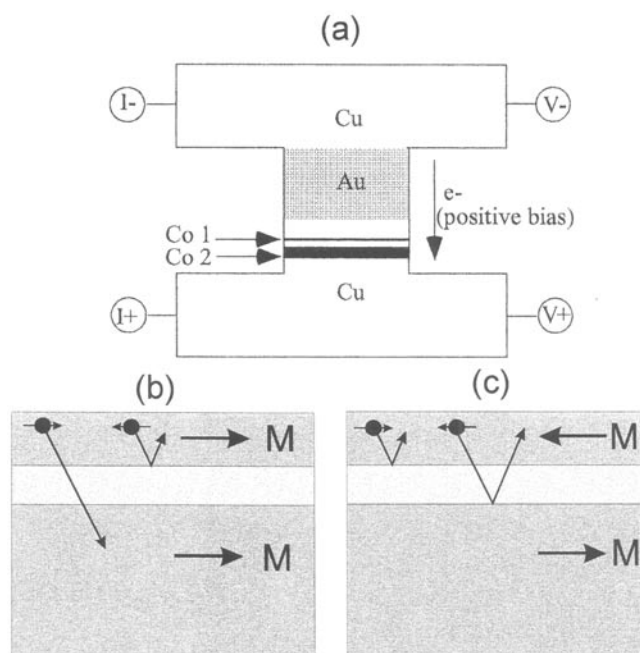 (a)
I-
Cu
V-
Au
e-
(positive bias)
Co 1
Co 2
Cu
I+
V+
(b)
(c)
M
M
M
M